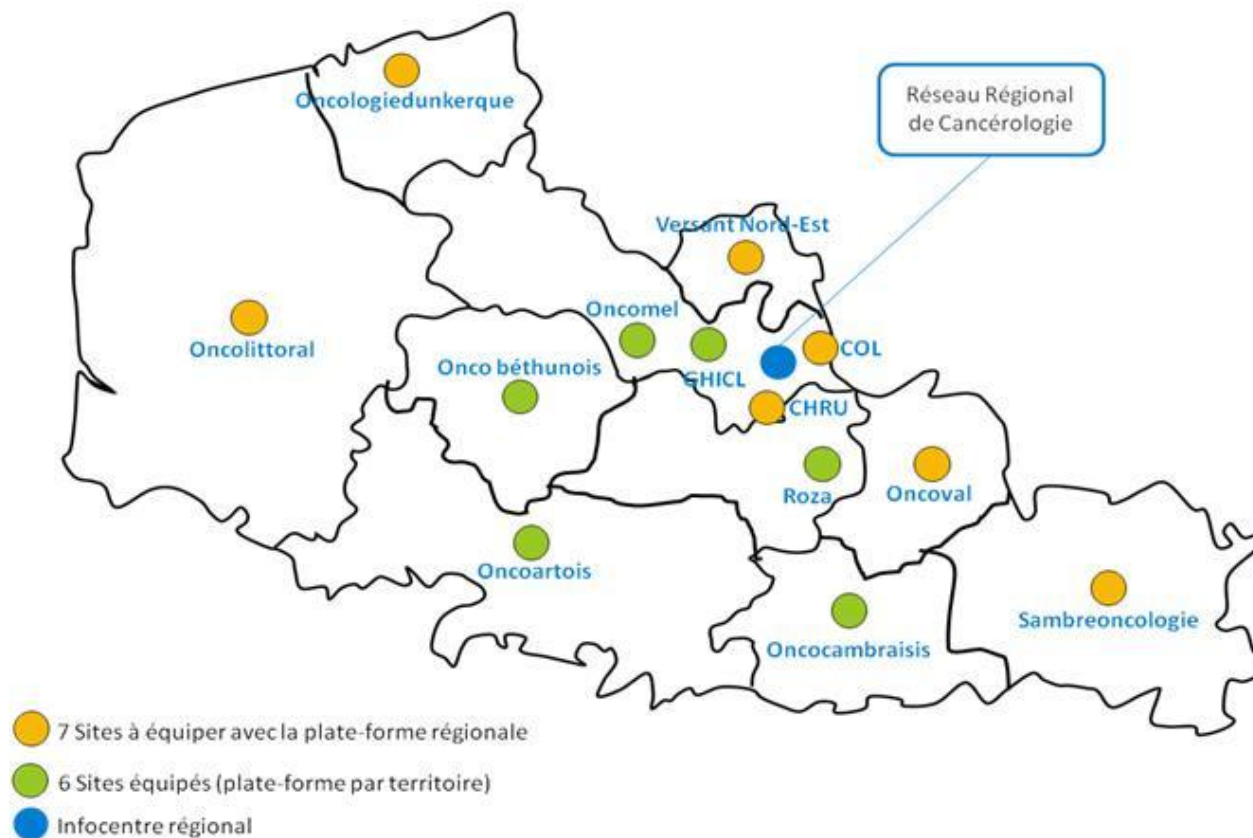 Oncologiedunkerque
Réseau Régional
de Cancérologie
Versant Nord-Est
Oncomel
Oncolittoral
Onco béthunois
GHICL
COL
CHRU
Roza
Oncoval
Oncoartois
Sambreoncologie
Oncocambraisis
7 Sites à équiper avec la plate-forme régionale
6 Sites équipés (plate-forme par territoire)
Infocentre régional